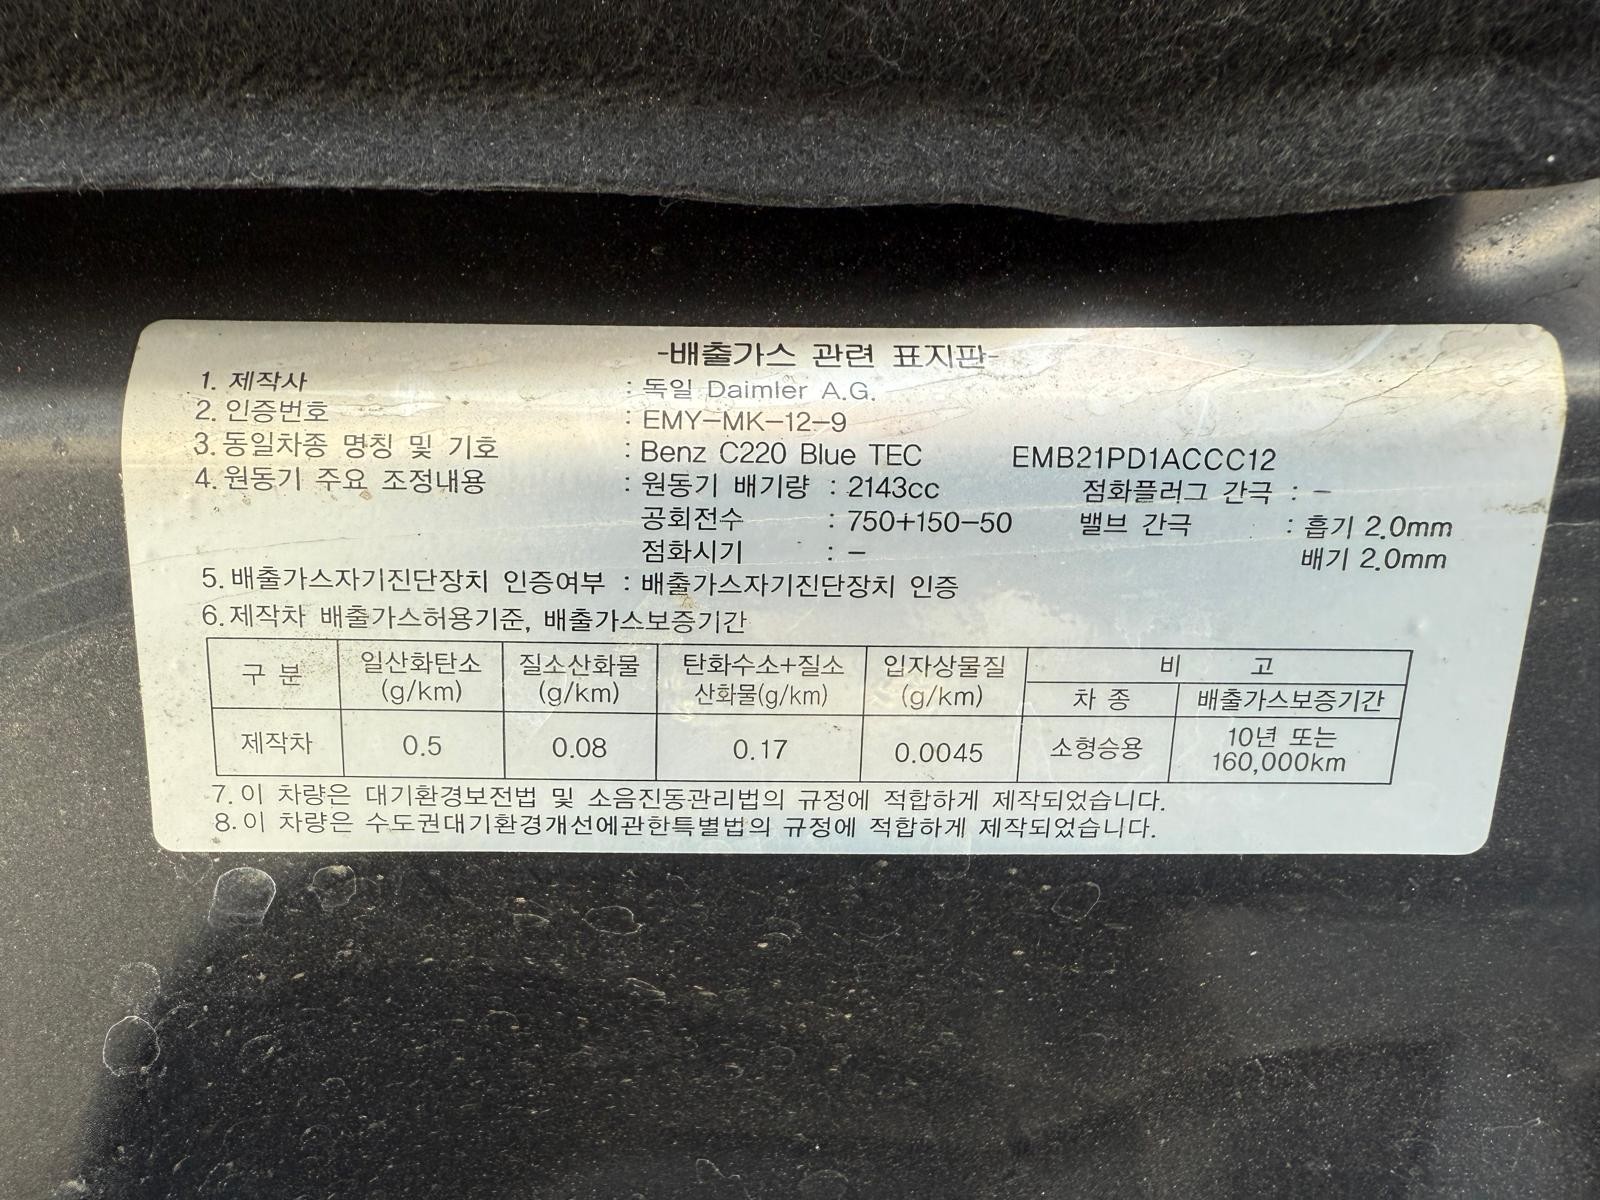 -배출가스 관련 표지판-
1. 제작사 : 독일 Daimler A.G.
2. 인증번호 : EMY-MK-12-9
3. 동일차종 명칭 및 기호 : Benz C220 Blue TEC EMB21PD1ACCC12
4. 원동기 주요 조정내용 : 원동기 배기량 : 2143cc 점화플러그 간극 : -
공회전수 : 750+150-50 밸브 간극 : 흡기 2.0mm
점화시기 : - 배기 2.0mm
5. 배출가스자기진단장치 인증여부 : 배출가스자기진단장치 인증
6. 제작차 배출가스허용기준, 배출가스보증기간
구 분 일산화탄소 (g/km) 질소산화물 (g/km) 탄화수소+질소 산화물(g/km) 입자상물질 (g/km) 비 고
차 종 배출가스보증기간
제작차 0.5 0.08 0.17 0.0045 소형승용 10년 또는 160,000km
7. 이 차량은 대기환경보전법 및 소음진동관리법의 규정에 적합하게 제작되었습니다.
8. 이 차량은 수도권대기환경개선에관한특별법의 규정에 적합하게 제작되었습니다.